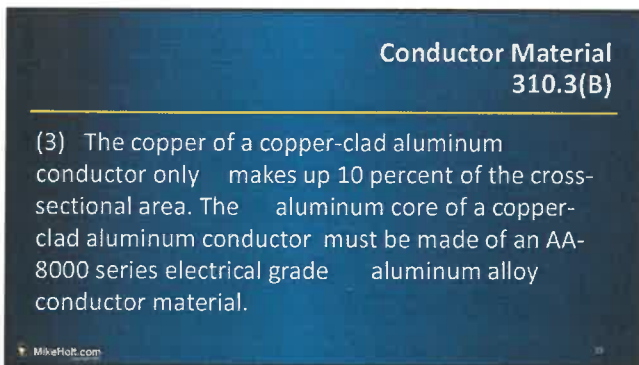 Conductor Material
310.3(B)
(3) The copper of a copper-clad aluminum
conductor only makes up 10 percent of the cross-
sectional area. The aluminum core of a copper-
clad aluminum conductor must be made of an AA-
8000 series electrical grade aluminum alloy
conductor material.
MikeHolt.com